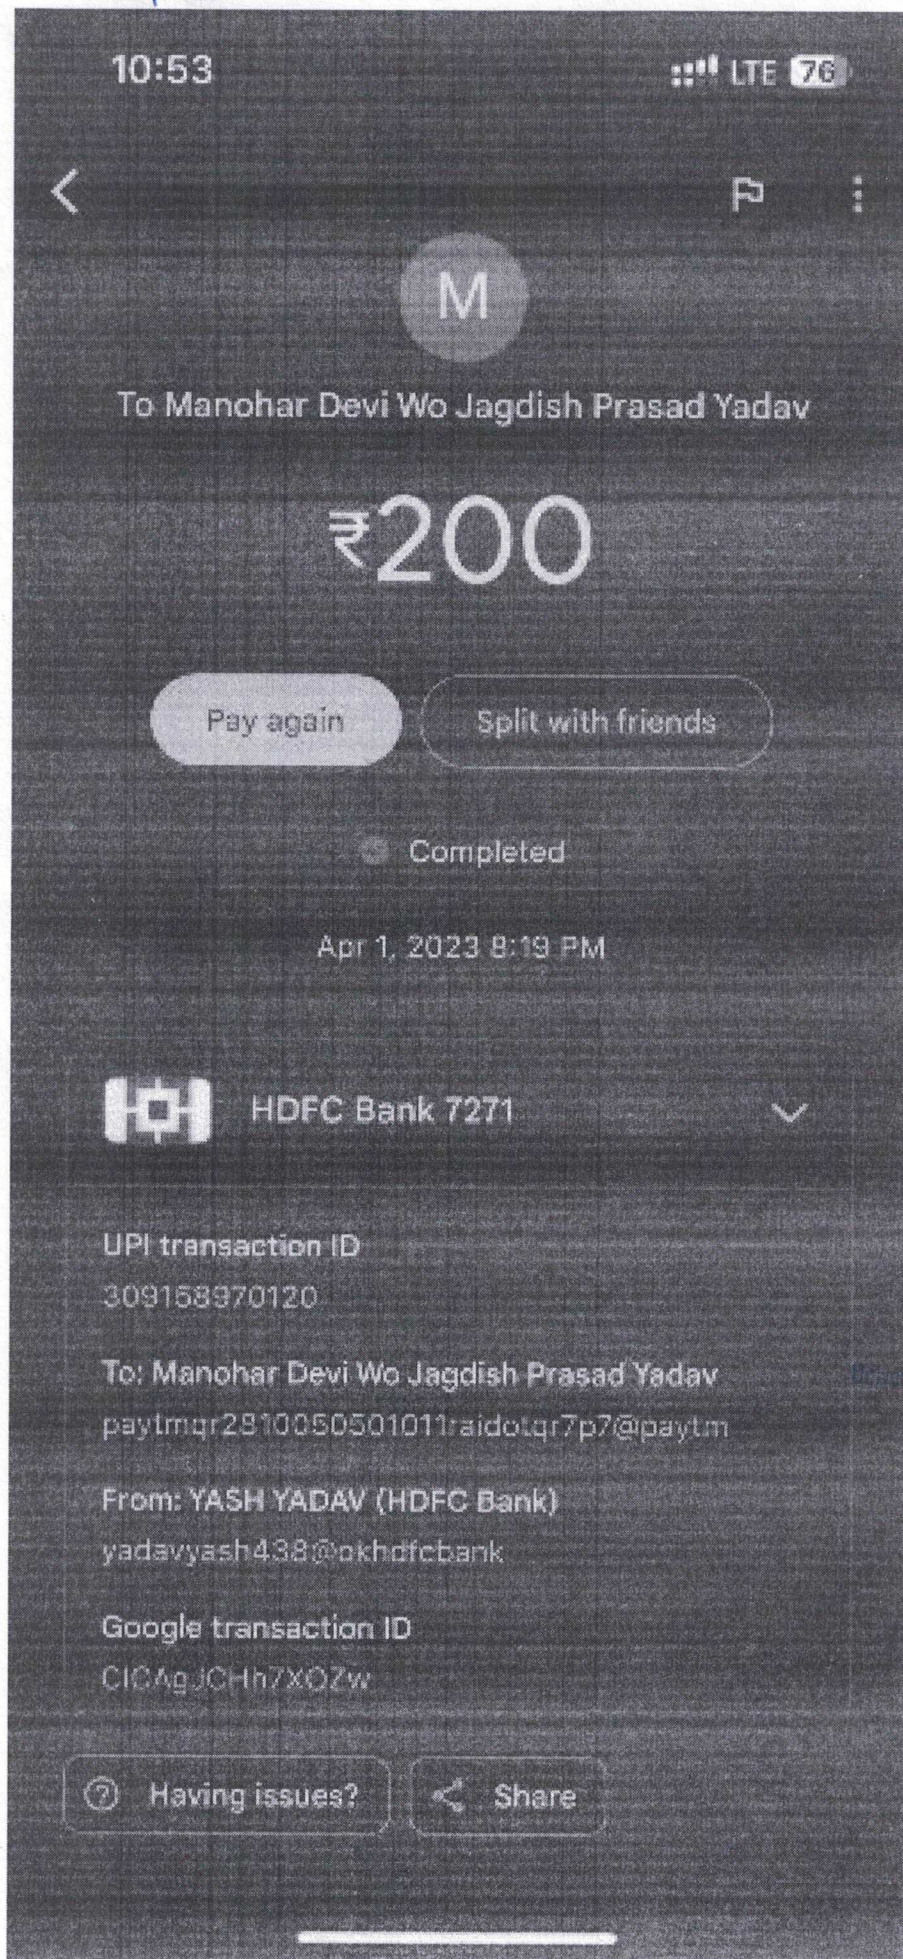 10:53 LTE 76
M
To Manohar Devi Wo Jagdish Prasad Yadav
₹200
Pay again Split with friends
Completed
Apr 1, 2023 8:19 PM
HDFC Bank 7271
UPI transaction ID
309158970120
To: Manohar Devi Wo Jagdish Prasad Yadav
paytmqr2810050501011raidotqr7p7@paytm
From: YASH YADAV (HDFC Bank)
yadavyash438@okhdfcbank
Google transaction ID
Having issues? Share